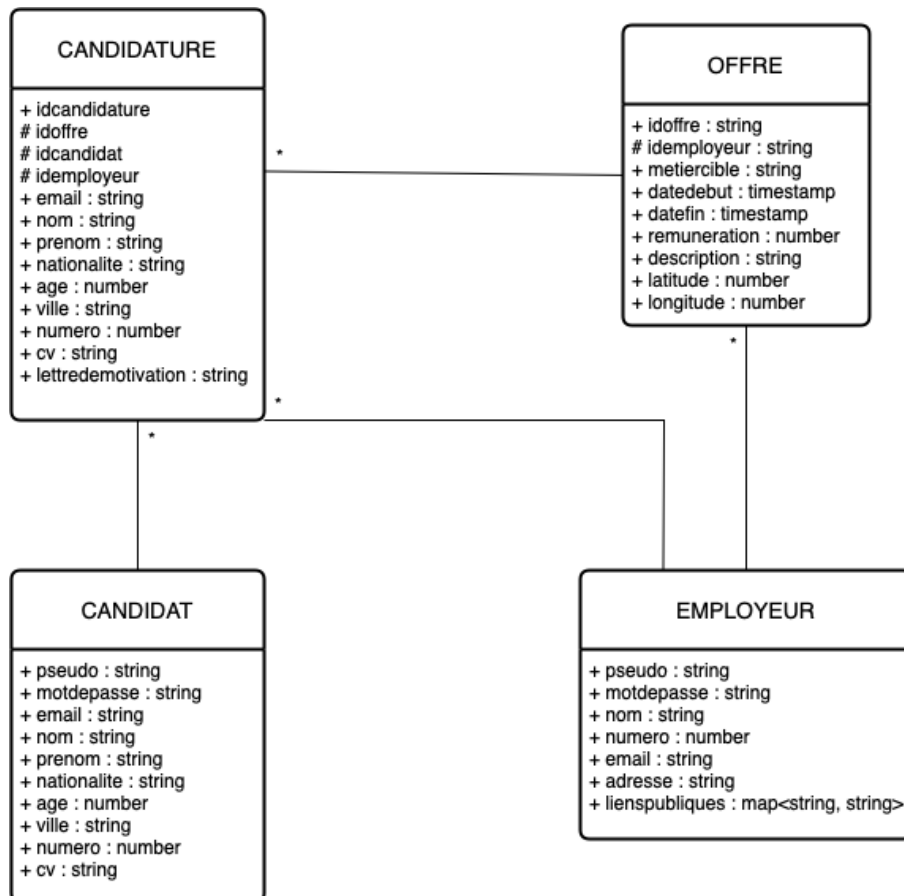 CANDIDATURE
+ idcandidature
# idoffre
# idcandidat
# idemployeur
+ email : string
+ nom : string
+ prenom : string
+ nationalite : string
+ age : number
+ ville : string
+ numero : number
+ cv : string
+ lettredemotivation : string
*
*
*
OFFRE
+ idoffre : string
# idemployeur : string
+ metiercible : string
+ datedebut : timestamp
+ datefin : timestamp
+ remuneration : number
+ description : string
+ latitude : number
+ longitude : number
*
CANDIDAT
+ pseudo : string
+ motdepasse : string
+ email : string
+ nom : string
+ prenom : string
+ nationalite : string
+ age : number
+ ville : string
+ numero : number
+ cv : string
EMPLOYEUR
+ pseudo : string
+ motdepasse : string
+ nom : string
+ numero : number
+ email : string
+ adresse : string
+ lienspubliques : map<string, string>